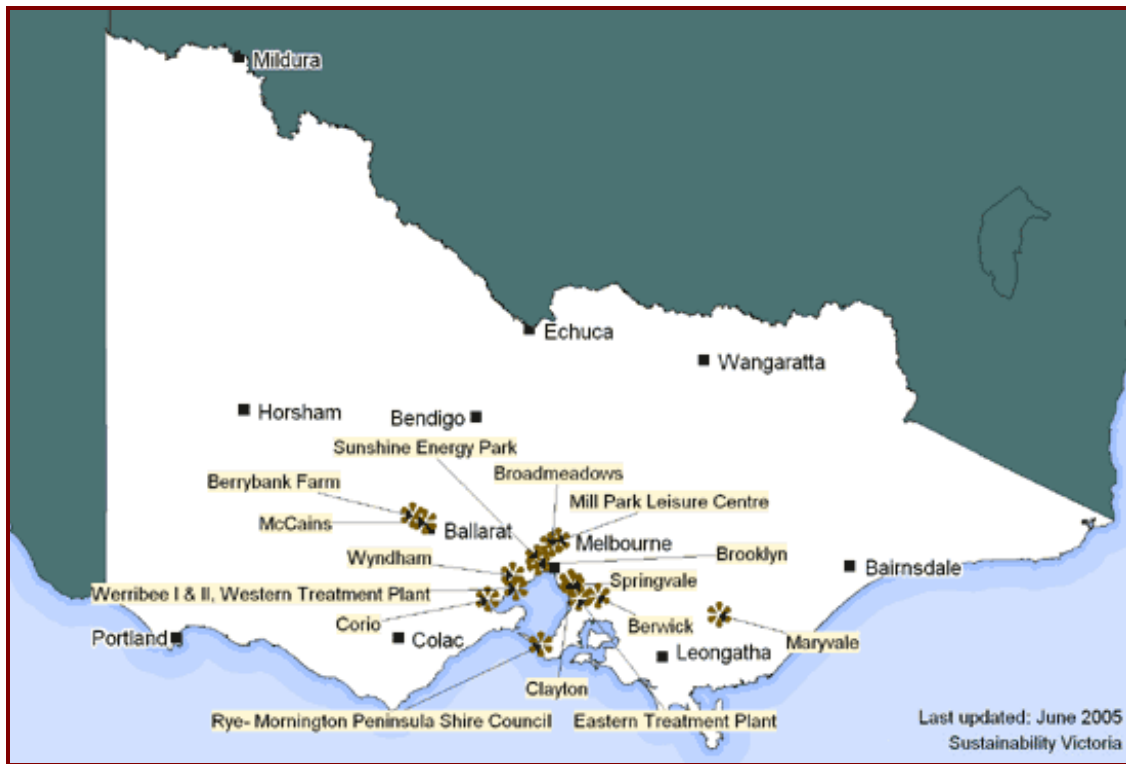 Mildura
Echuca
Wangaratta
Horsham
Bendigo
Sunshine Energy Park
Broadmeadows
Berrybank Farm
Mill Park Leisure Centre
McCains
Ballarat
Melbourne
Brooklyn
Wyndham
Bairnsdale
Springvale
Werribee I & II, Western Treatment Plant
Corio
Berwick
Portland
Colac
Maryvale
Leongatha
Clayton
Rye- Mornington Peninsula Shire Council
Eastern Treatment Plant
Last updated: June 2005
Sustainability Victoria